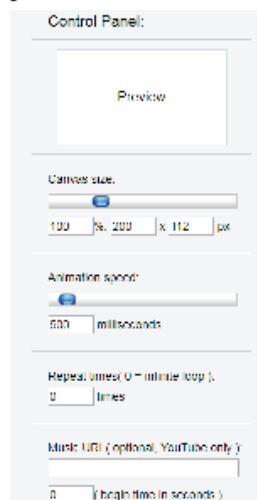 Control Panel:
Preview
Canvas size:
100 %, 200 x 112 px
Animation speed:
500 milliseconds
Repeat times( 0 = infinite loop ):
0 times
Music URL( optional, YouTube only ):
0 ( begin time in seconds )